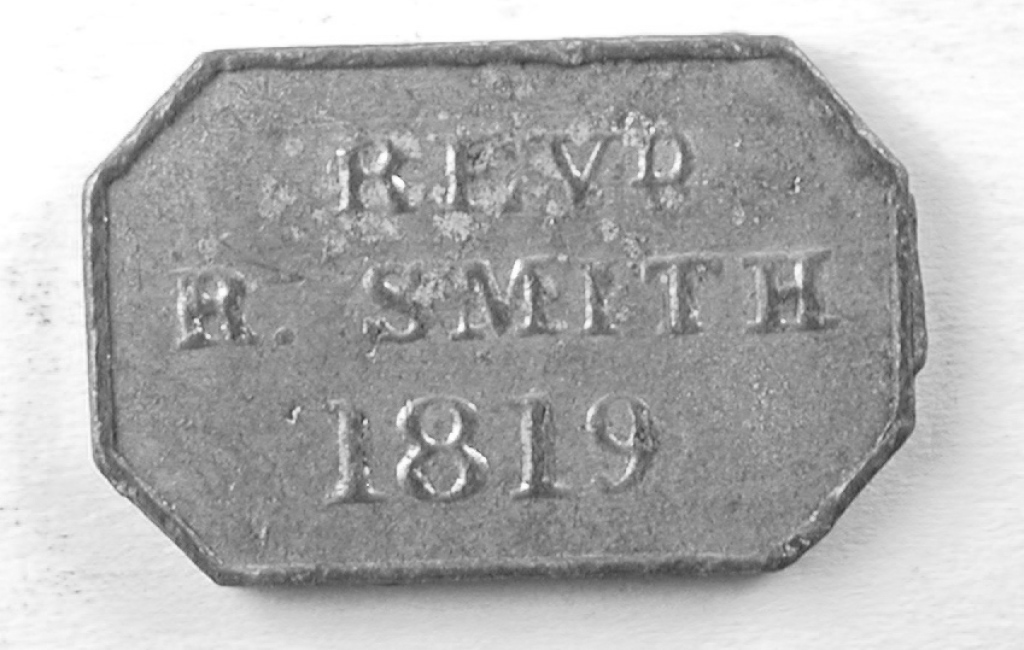 REVᴰ
R. SMITH
1819